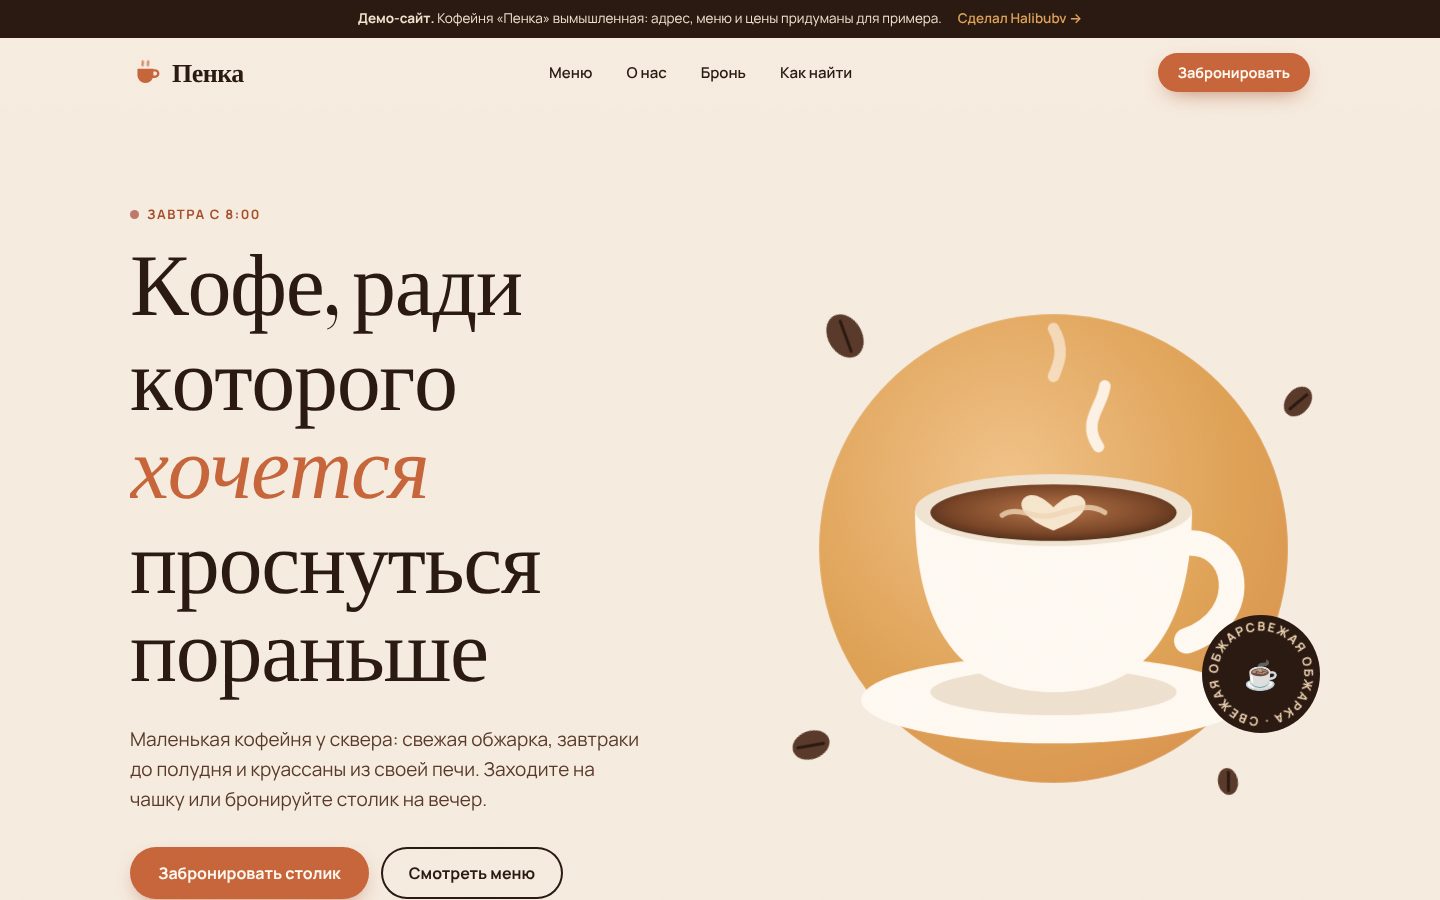 Демо-сайт. Кофейня «Пенка» вымышленная: адрес, меню и цены придуманы для примера. Сделал Halibubv →
Пенка
Меню О нас Бронь Как найти
Забронировать
ЗАВТРА С 8:00
Кофе, ради
которого
хочется
проснуться
пораньше
СВЕЖАЯ ОБЖАРКА · СВЕЖАЯ ОБЖАР
Маленькая кофейня у сквера: свежая обжарка, завтраки
до полудня и круассаны из своей печи. Заходите на
чашку или бронируйте столик на вечер.
Забронировать столик
Смотреть меню